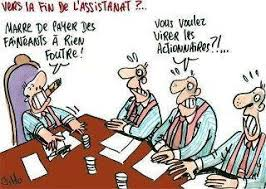 VERS LA FIN DE L'ASSISTANAT ?..
MARRE DE PAYER DES
FAINÉANTS À RIEN
FOUTRE !
VOUS VOULEZ
VIRER LES
ACTIONNAIRES ?!...